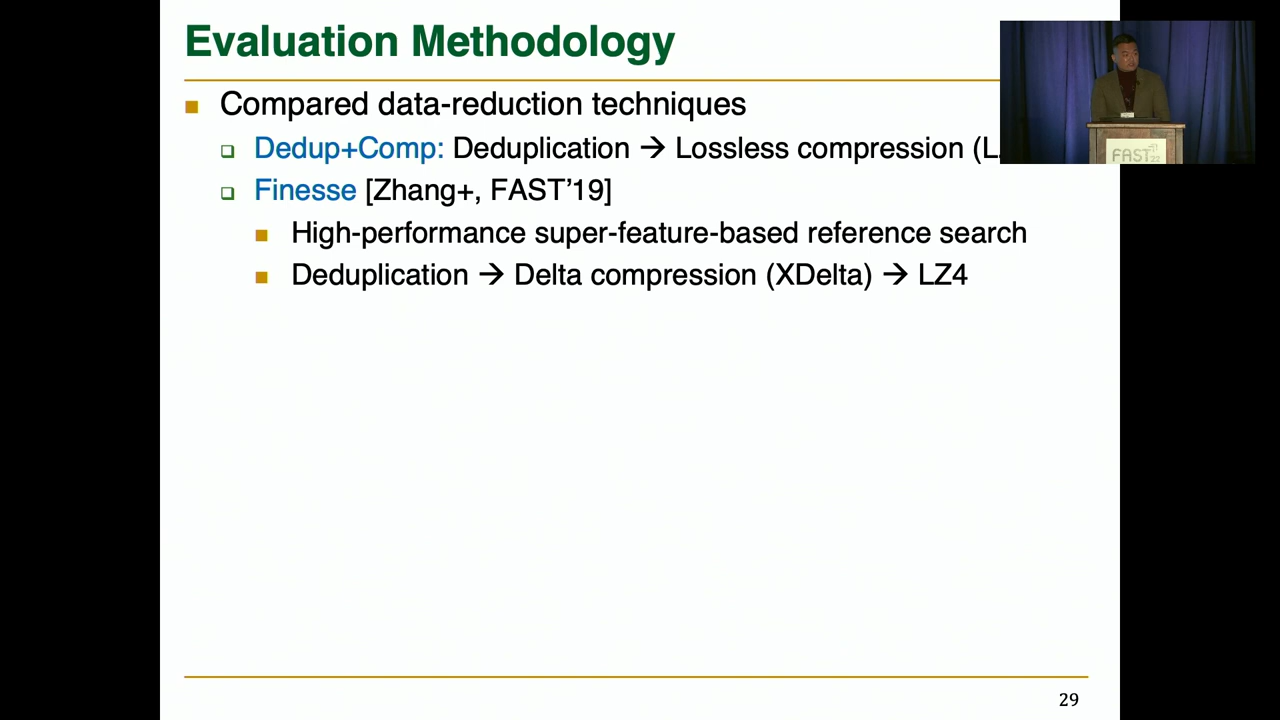 Evaluation Methodology
Compared data-reduction techniques
Dedup+Comp: Deduplication → Lossless compression (L
Finesse [Zhang+, FAST’19]
High-performance super-feature-based reference search
Deduplication → Delta compression (XDelta) → LZ4
FAST
29